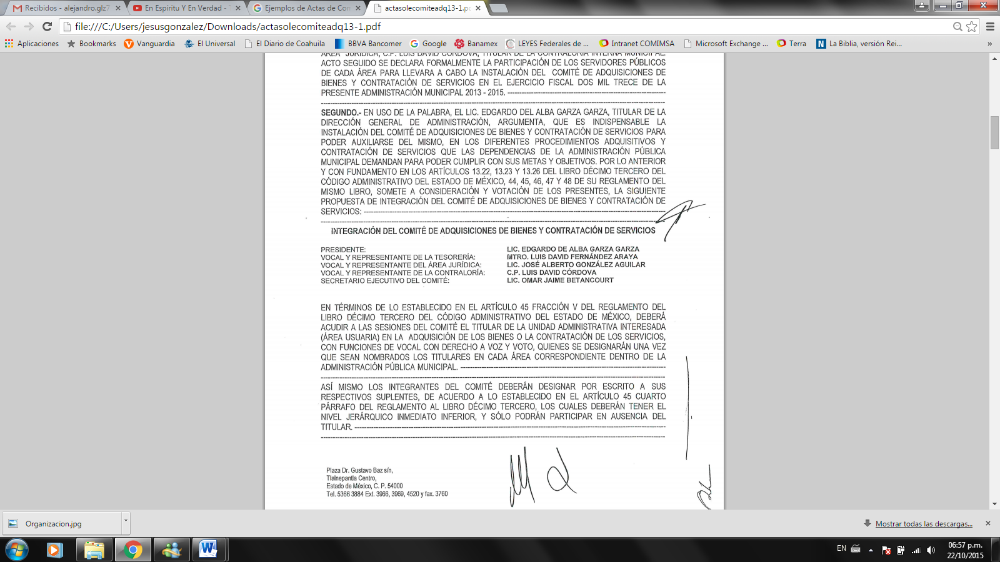 Recibidos - alejandro.glz7
En Espíritu Y En Verdad - T
Ejemplos de Actas de Com
actasolecomiteadq13-1.pd
file:///C:/Users/jesusgonzalez/Downloads/actasolecomiteadq13-1.pdf
Aplicaciones Bookmarks Vanguardia El Universal El Diario de Coahuila BBVA Bancomer Google Banamex LEYES Federales de ... Intranet COMIMSA Microsoft Exchange ... Terra La Biblia, versión Rei... »
ÁREA JURÍDICA, C.P. LUIS DAVID CÓRDOVA, TITULAR DE LA CONTRALORÍA INTERNA MUNICIPAL.
ACTO SEGUIDO SE DECLARA FORMALMENTE LA PARTICIPACIÓN DE LOS SERVIDORES PÚBLICOS
DE CADA ÁREA PARA LLEVARA A CABO LA INSTALACIÓN DEL COMITÉ DE ADQUISICIONES DE
BIENES Y CONTRATACIÓN DE SERVICIOS EN EL EJERCICIO FISCAL DOS MIL TRECE DE LA
PRESENTE ADMINISTRACIÓN MUNICIPAL 2013 - 2015.
SEGUNDO.- EN USO DE LA PALABRA, EL LIC. EDGARDO DEL ALBA GARZA GARZA, TITULAR DE LA
DIRECCIÓN GENERAL DE ADMINISTRACIÓN, ARGUMENTA, QUE ES INDISPENSABLE LA
INSTALACIÓN DEL COMITÉ DE ADQUISICIONES DE BIENES Y CONTRATACIÓN DE SERVICIOS PARA
PODER AUXILIARSE DEL MISMO, EN LOS DIFERENTES PROCEDIMIENTOS ADQUISITIVOS Y
CONTRATACIÓN DE SERVICIOS QUE LAS DEPENDENCIAS DE LA ADMINISTRACIÓN PÚBLICA
MUNICIPAL DEMANDAN PARA PODER CUMPLIR CON SUS METAS Y OBJETIVOS. POR LO ANTERIOR
Y CON FUNDAMENTO EN LOS ARTÍCULOS 13.22, 13.23 Y 13.26 DEL LIBRO DÉCIMO TERCERO DEL
CÓDIGO ADMINISTRATIVO DEL ESTADO DE MÉXICO, 44, 45, 46, 47 Y 48 DE SU REGLAMENTO DEL
MISMO LIBRO, SOMETE A CONSIDERACIÓN Y VOTACIÓN DE LOS PRESENTES, LA SIGUIENTE
PROPUESTA DE INTEGRACIÓN DEL COMITÉ DE ADQUISICIONES DE BIENES Y CONTRATACIÓN DE
SERVICIOS:
INTEGRACIÓN DEL COMITÉ DE ADQUISICIONES DE BIENES Y CONTRATACIÓN DE SERVICIOS
PRESIDENTE: LIC. EDGARDO DE ALBA GARZA GARZA
VOCAL Y REPRESENTANTE DE LA TESORERÍA: MTRO. LUIS DAVID FERNÁNDEZ ARAYA
VOCAL Y REPRESENTANTE DEL ÁREA JURÍDICA: LIC. JOSÉ ALBERTO GONZÁLEZ AGUILAR
VOCAL Y REPRESENTANTE DE LA CONTRALORÍA: C.P. LUIS DAVID CÓRDOVA
SECRETARIO EJECUTIVO DEL COMITÉ: LIC. OMAR JAIME BETANCOURT
EN TÉRMINOS DE LO ESTABLECIDO EN EL ARTÍCULO 45 FRACCIÓN V DEL REGLAMENTO DEL
LIBRO DÉCIMO TERCERO DEL CÓDIGO ADMINISTRATIVO DEL ESTADO DE MÉXICO, DEBERÁ
ACUDIR A LAS SESIONES DEL COMITÉ EL TITULAR DE LA UNIDAD ADMINISTRATIVA INTERESADA
(ÁREA USUARIA) EN LA ADQUISICIÓN DE LOS BIENES O LA CONTRATACIÓN DE LOS SERVICIOS,
CON FUNCIONES DE VOCAL CON DERECHO A VOZ Y VOTO, QUIENES SE DESIGNARÁN UNA VEZ
QUE SEAN NOMBRADOS LOS TITULARES EN CADA ÁREA CORRESPONDIENTE DENTRO DE LA
ADMINISTRACIÓN PÚBLICA MUNICIPAL.
ASÍ MISMO LOS INTEGRANTES DEL COMITÉ DEBERÁN DESIGNAR POR ESCRITO A SUS
RESPECTIVOS SUPLENTES, DE ACUERDO A LO ESTABLECIDO EN EL ARTÍCULO 45 CUARTO
PÁRRAFO DEL REGLAMENTO AL LIBRO DÉCIMO TERCERO, LOS CUALES DEBERÁN TENER EL
NIVEL JERÁRQUICO INMEDIATO INFERIOR, Y SÓLO PODRÁN PARTICIPAR EN AUSENCIA DEL
TITULAR.
Plaza Dr. Gustavo Baz s/n,
Tlalnepantla Centro,
Estado de México, C. P. 54000
Tel. 5366 3884 Ext. 3966, 3969, 4520 y fax. 3760
Organizacion.jpg
Mostrar todas las descargas...
EN
06:57 p.m.
22/10/2015